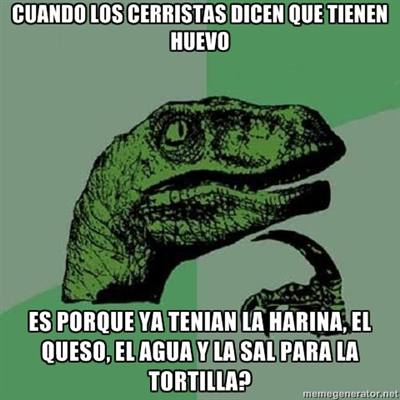 CUANDO LOS CERRISTAS DICEN QUE TIENEN
HUEVO
ES PORQUE YA TENIAN LA HARINA, EL
QUESO, EL AGUA Y LA SAL PARA LA
TORTILLA?
memegenerator.net